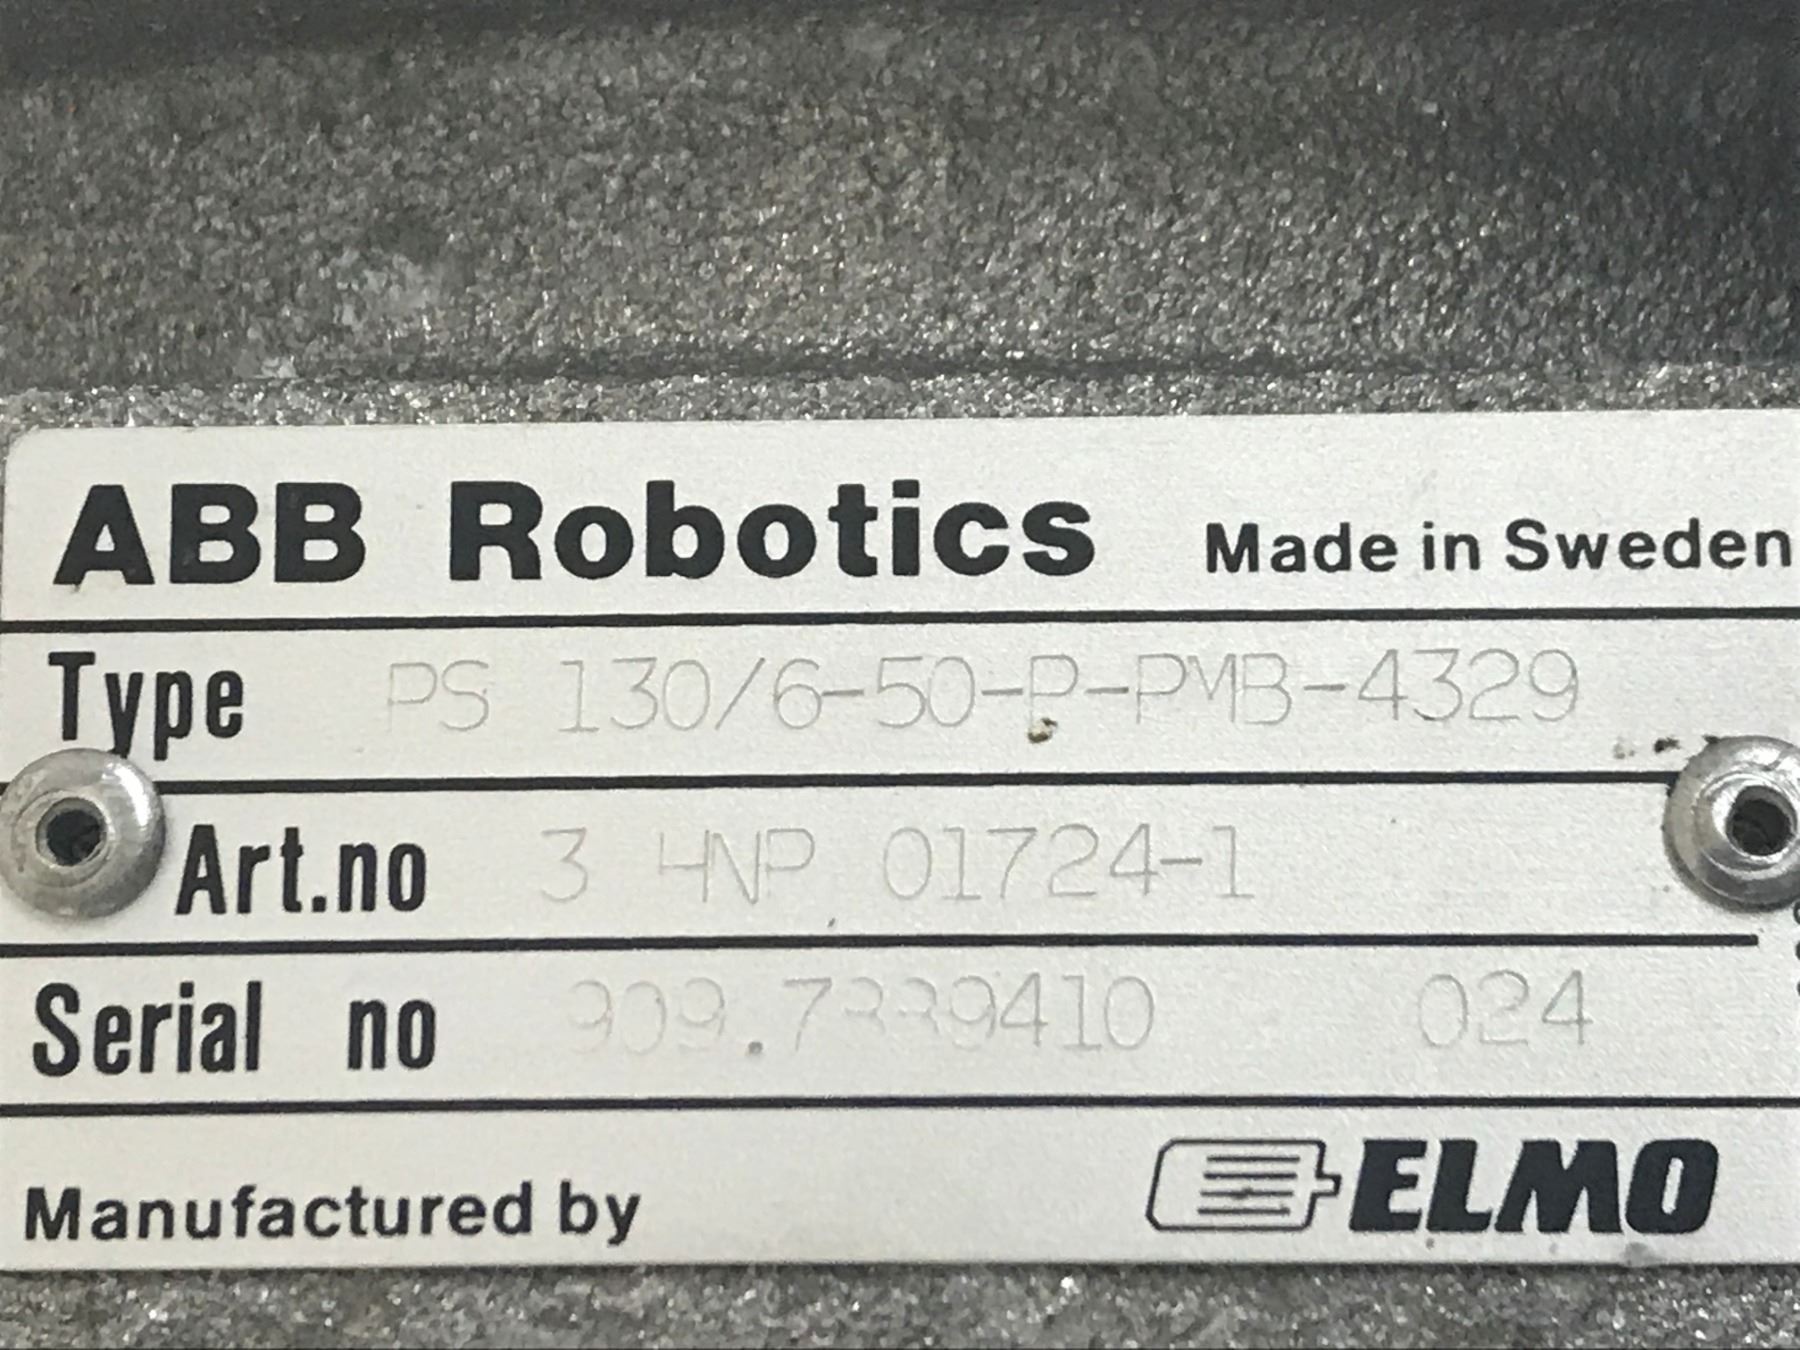 ABB Robotics Made in Sweden
Type PS 130/6-50-P-PMB-4329
Art.no 3 HNP 01724-1
Serial no 024
Manufactured by ELMO